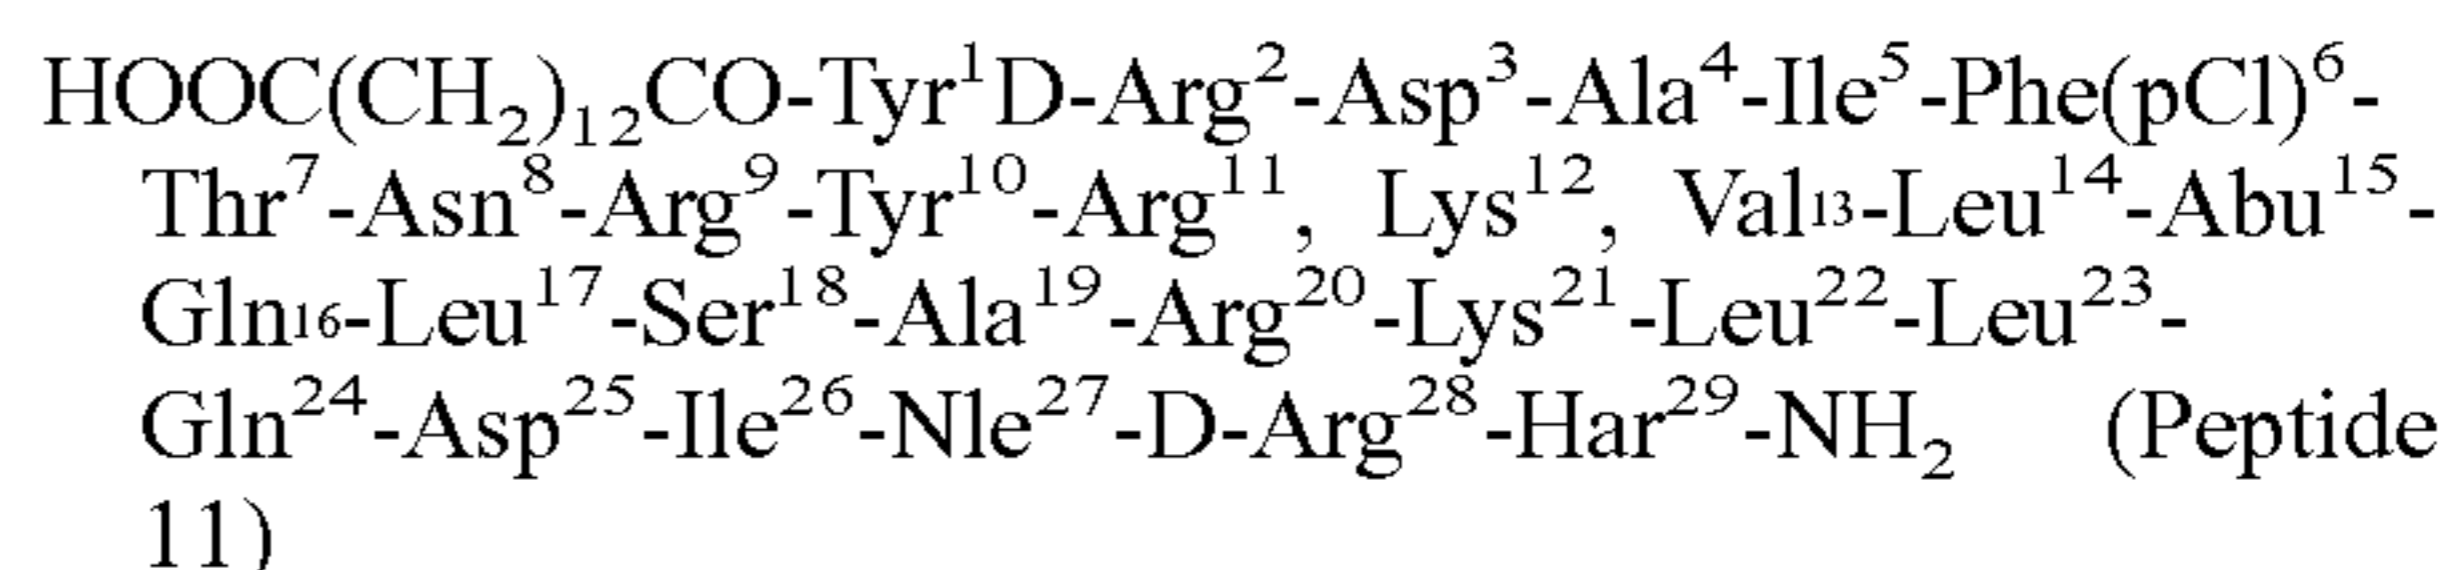 HOOC(CH₂)₁₂CO-Tyr¹D-Arg²-Asp³-Ala⁴-Ile⁵-Phe(pCl)⁶-
Thr⁷-Asn⁸-Arg⁹-Tyr¹⁰-Arg¹¹, Lys¹², Val₁₃-Leu¹⁴-Abu¹⁵-
Gln₁₆-Leu¹⁷-Ser¹⁸-Ala¹⁹-Arg²⁰-Lys²¹-Leu²²-Leu²³-
Gln²⁴-Asp²⁵-Ile²⁶-Nle²⁷-D-Arg²⁸-Har²⁹-NH₂ (Peptide
11)